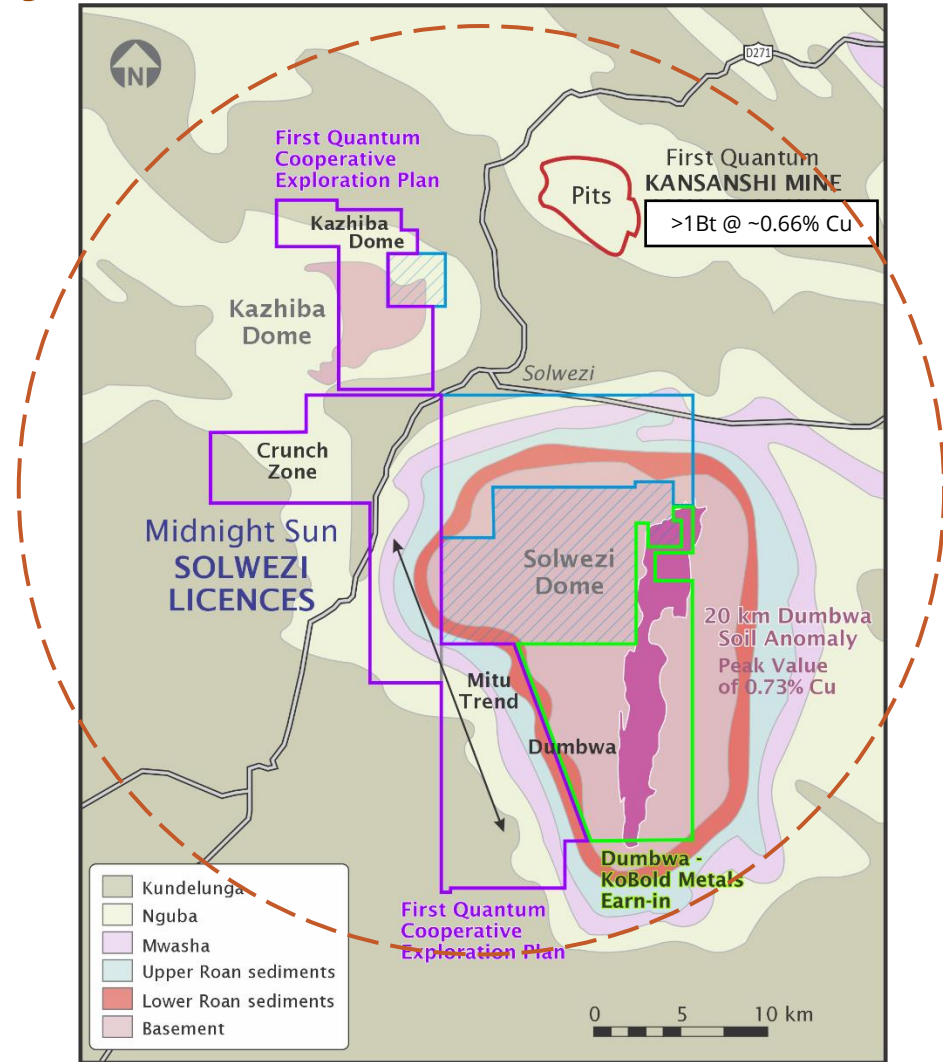 N
D271
First Quantum
Cooperative
Exploration Plan
First Quantum
KANSANSHI MINE
Pits
>1Bt @ ~0.66% Cu
Kazhiba
Dome
Kazhiba
Dome
Solwezi
Crunch
Zone
Midnight Sun
SOLWEZI
LICENCES
Solwezi
Dome
20 km Dumbwa
Soil Anomaly
Peak Value
of 0.73% Cu
Mitu
Trend
Dumbwa
Dumbwa -
KoBold Metals
Earn-in
First Quantum
Cooperative
Exploration Plan
Kundelunga
Nguba
Mwasha
Upper Roan sediments
Lower Roan sediments
Basement
0 5 10 km